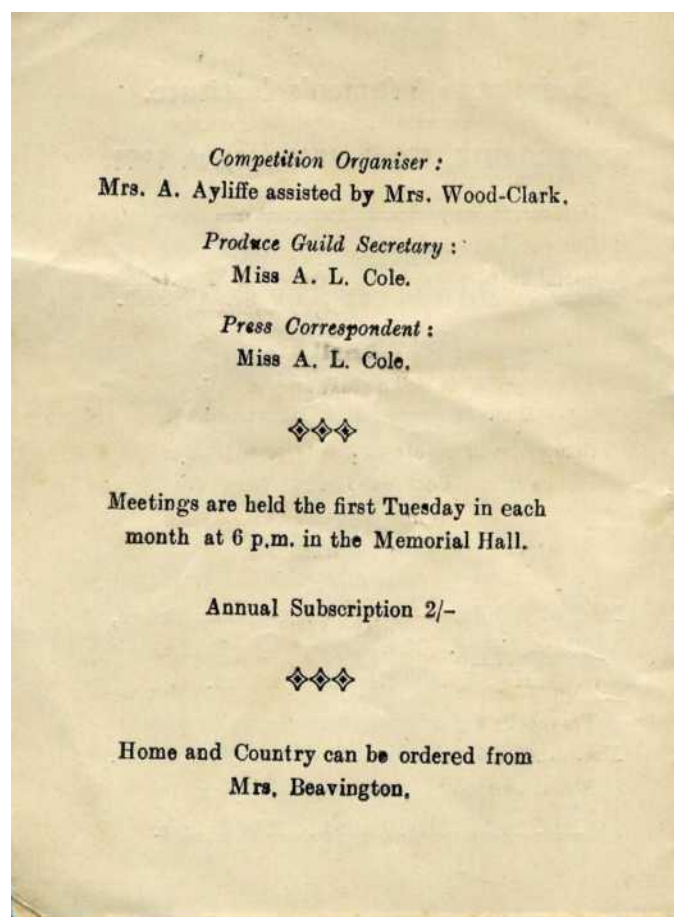 Competition Organiser :
Mrs. A. Ayliffe assisted by Mrs. Wood-Clark.
Produce Guild Secretary :
Miss A. L. Cole.
Press Correspondent :
Miss A. L. Cole.
Meetings are held the first Tuesday in each
month at 6 p.m. in the Memorial Hall.
Annual Subscription 2/-
Home and Country can be ordered from
Mrs. Beavington.